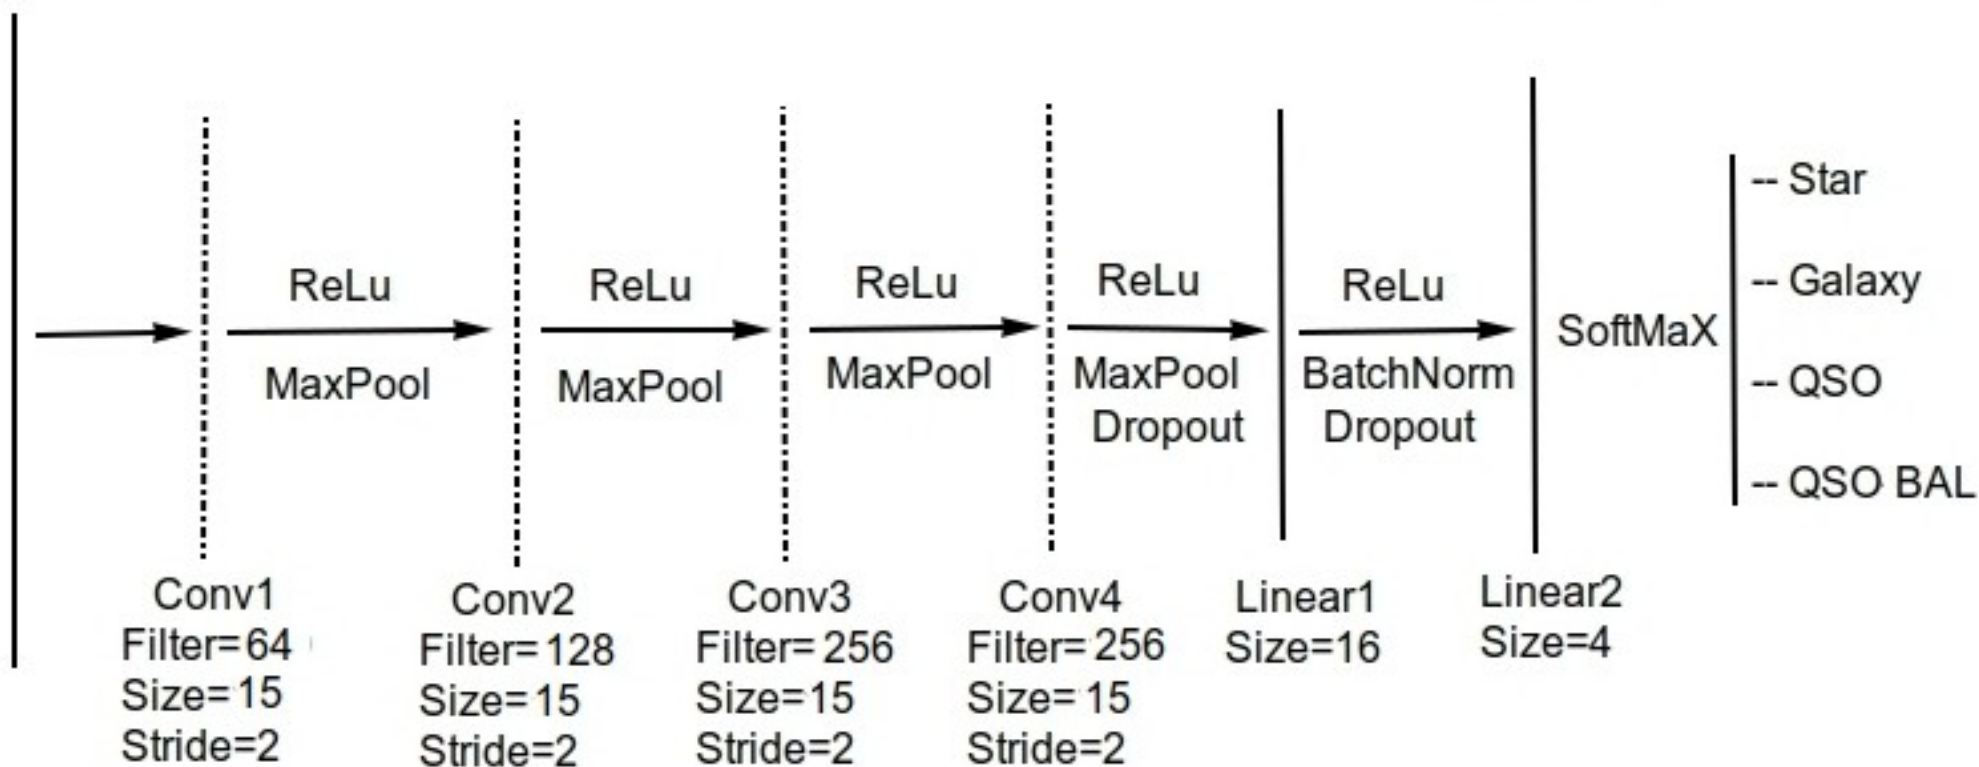 ReLu
MaxPool
ReLu
MaxPool
ReLu
MaxPool
ReLu
MaxPool
Dropout
ReLu
BatchNorm
Dropout
SoftMaX
-- Star
-- Galaxy
-- QSO
-- QSO BAL
Conv1
Filter=64
Size=15
Stride=2
Conv2
Filter=128
Size=15
Stride=2
Conv3
Filter=256
Size=15
Stride=2
Conv4
Filter=256
Size=15
Stride=2
Linear1
Size=16
Linear2
Size=4